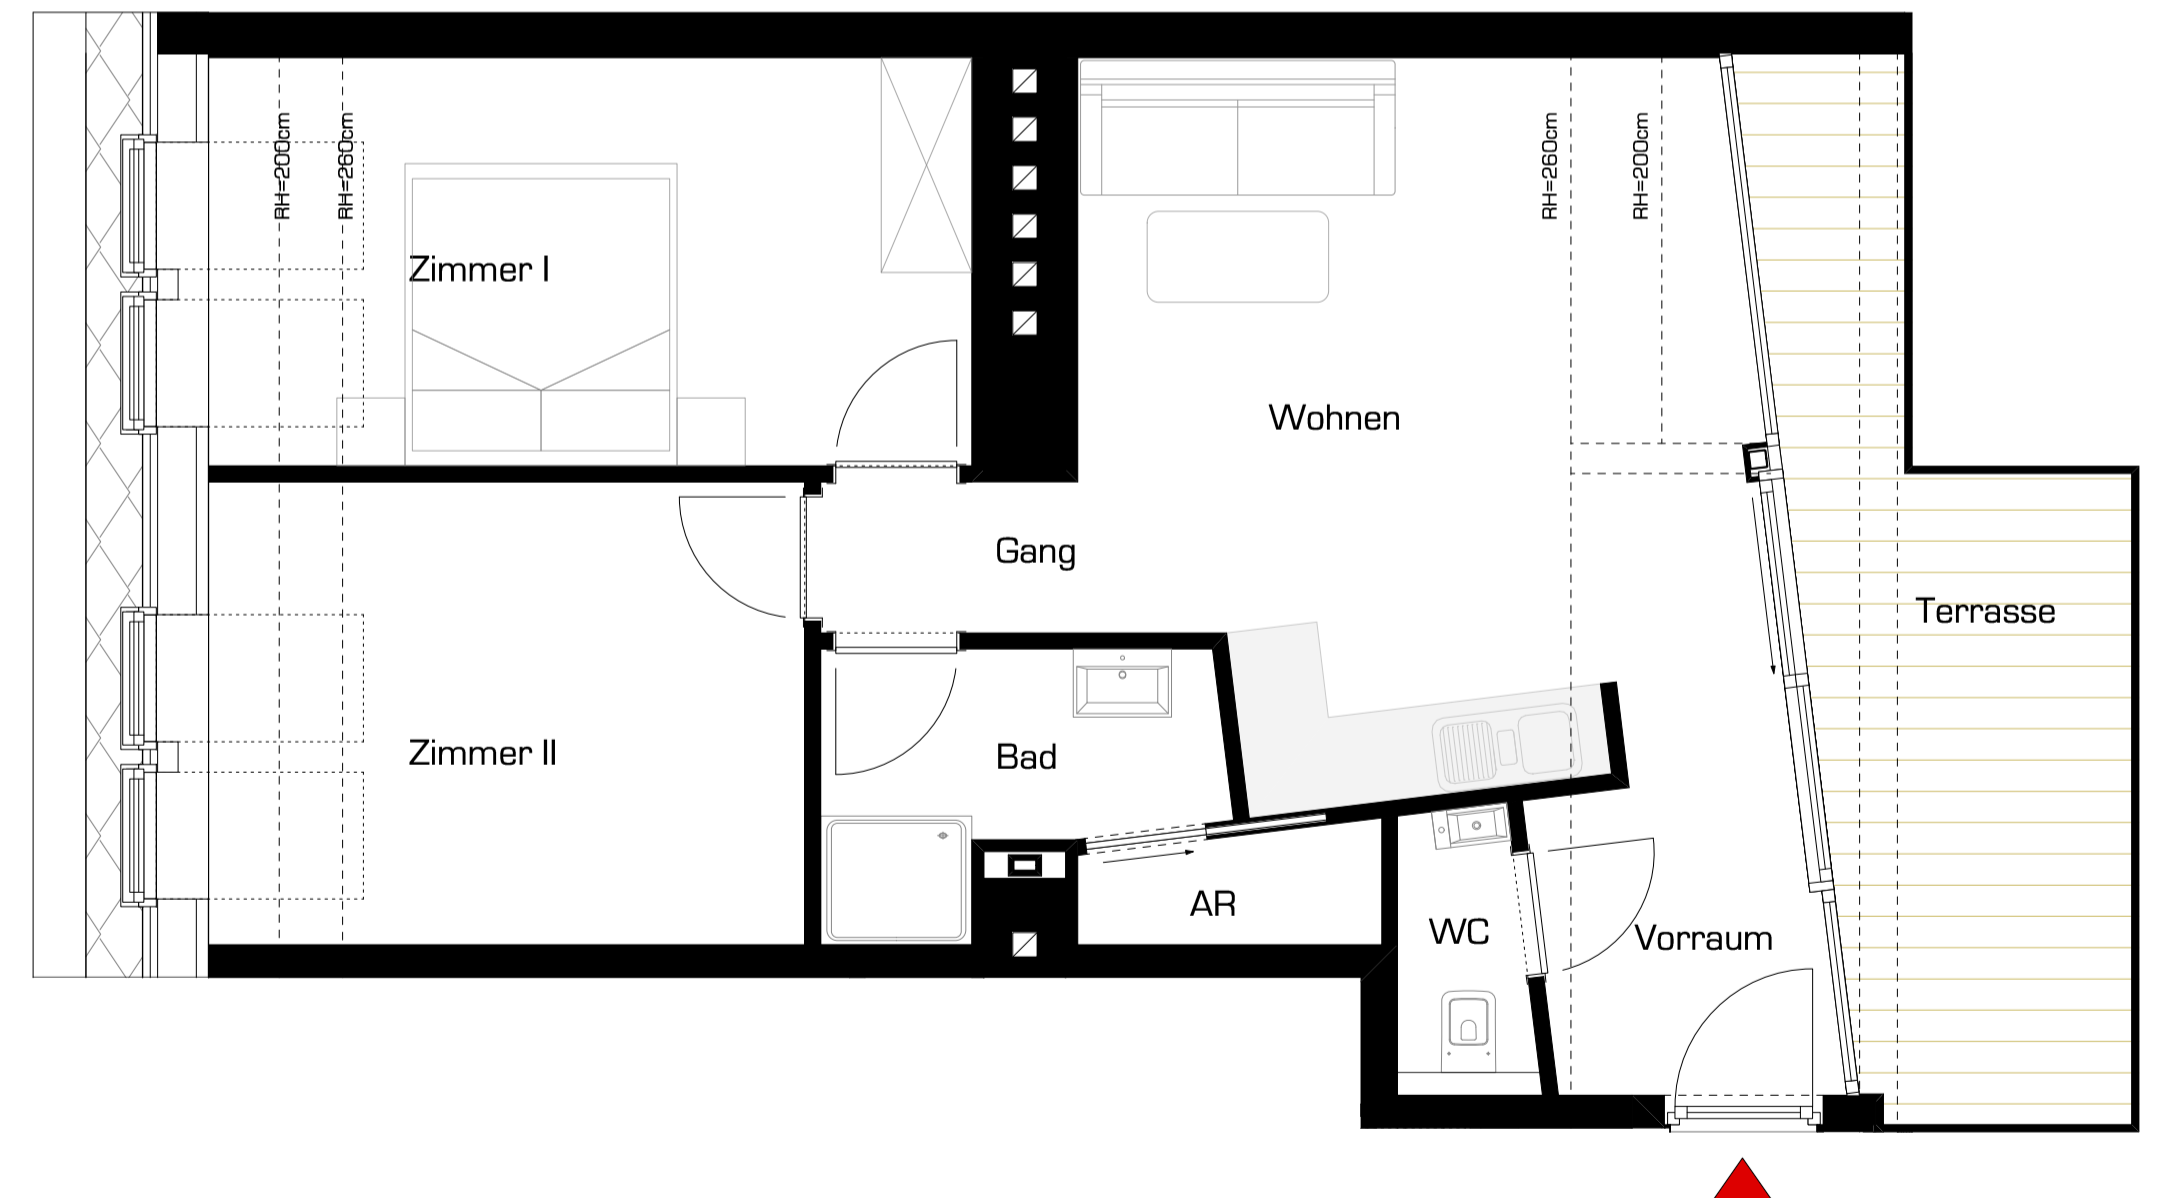 RH=200cm
RH=260cm
RH=260cm
RH=200cm
Zimmer I
Wohnen
Gang
Terrasse
Zimmer II
Bad
AR
WC
Vorraum